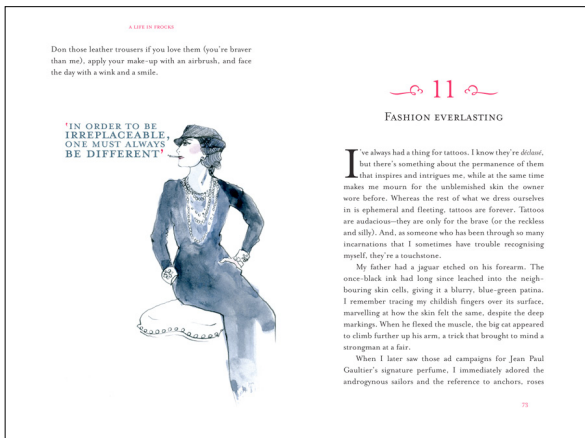 A LIFE IN FROCKS
Don those leather trousers if you love them (you're braver
than me), apply your make-up with an airbrush, and face
the day with a wink and a smile.
'IN ORDER TO BE
IRREPLACEABLE,
ONE MUST ALWAYS
BE DIFFERENT'
11
FASHION EVERLASTING
I've always had a thing for tattoos. I know they're déclassé,
but there's something about the permanence of them
that inspires and intrigues me, while at the same time
makes me mourn for the unblemished skin the owner
wore before. Whereas the rest of what we dress ourselves
in is ephemeral and fleeting, tattoos are forever. Tattoos
are audacious—they are only for the brave (or the reckless
and silly). And, as someone who has been through so many
incarnations that I sometimes have trouble recognising
myself, they're a touchstone.
My father had a jaguar etched on his forearm. The
once-black ink had long since leached into the neigh-
bouring skin cells, giving it a blurry, blue-green patina.
I remember tracing my childish fingers over its surface,
marvelling at how the skin felt the same, despite the deep
markings. When he flexed the muscle, the big cat appeared
to climb further up his arm, a trick that brought to mind a
strongman at a fair.
When I later saw those ad campaigns for Jean Paul
Gaultier's signature perfume, I immediately adored the
androgynous sailors and the reference to anchors, roses
73